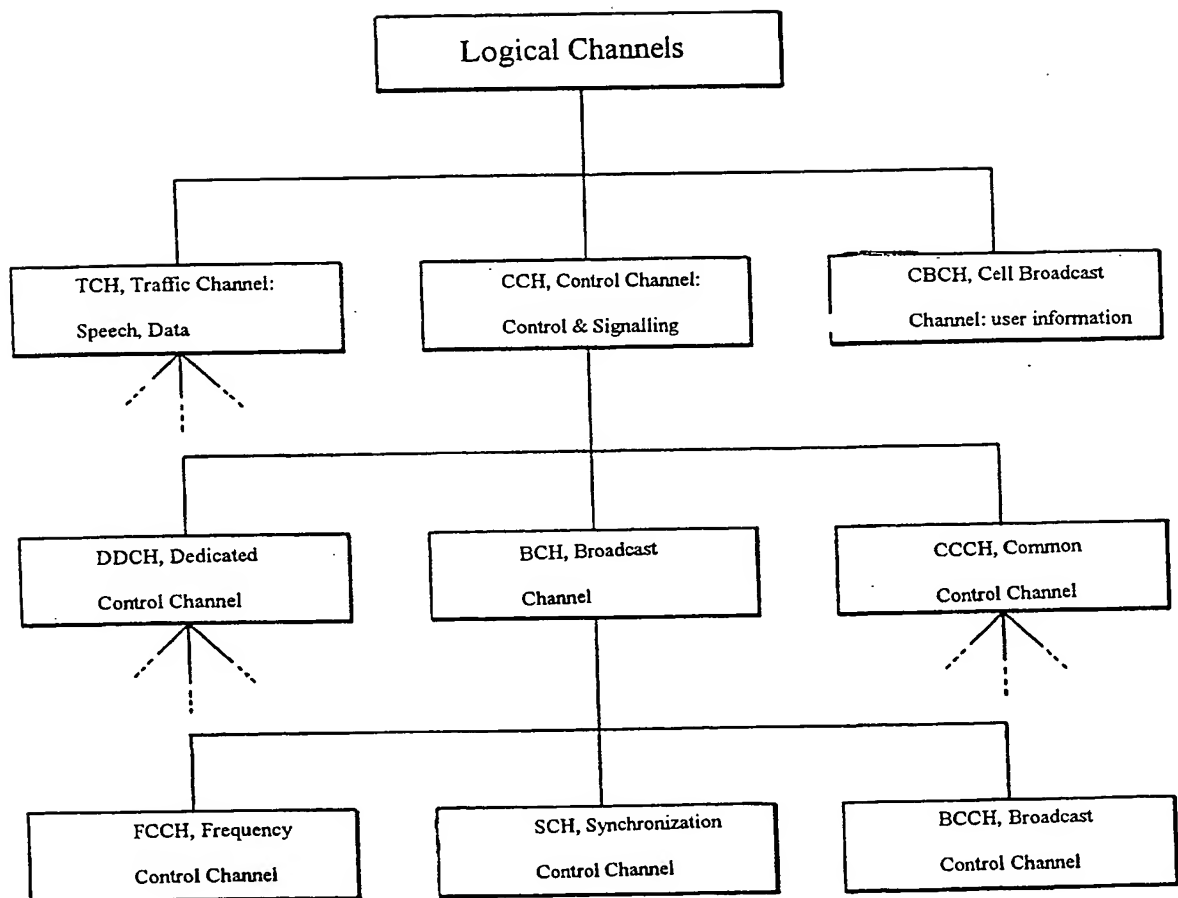 Logical Channels
TCH, Traffic Channel:
Speech, Data
CCH, Control Channel:
Control & Signalling
CBCH, Cell Broadcast
Channel: user information
DDCH, Dedicated
Control Channel
BCH, Broadcast
Channel
CCCH, Common
Control Channel
FCCH, Frequency
Control Channel
SCH, Synchronization
Control Channel
BCCH, Broadcast
Control Channel